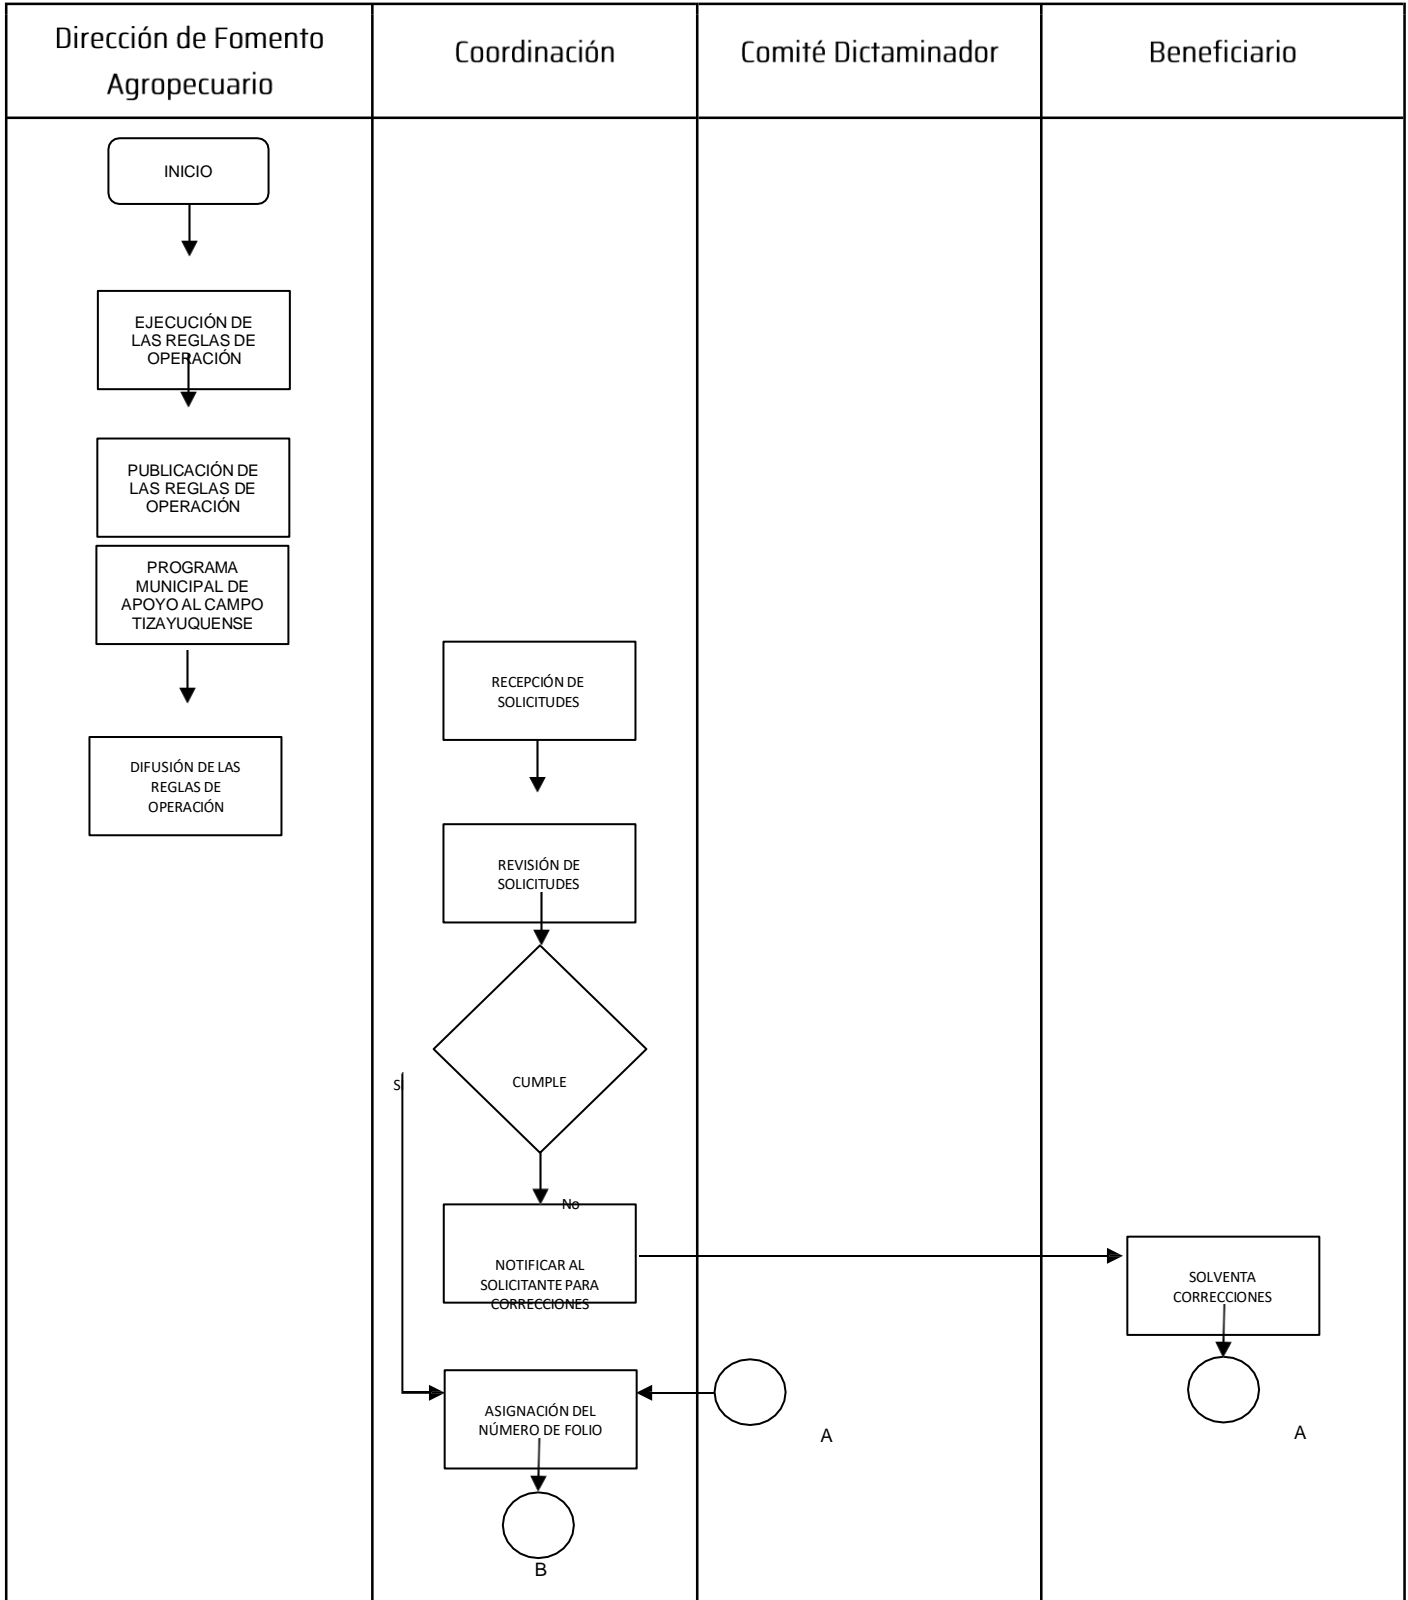 Dirección de Fomento
Agropecuario
Coordinación
Comité Dictaminador
Beneficiario
INICIO
EJECUCIÓN DE
LAS REGLAS DE
OPERACIÓN
PUBLICACIÓN DE
LAS REGLAS DE
OPERACIÓN
PROGRAMA
MUNICIPAL DE
APOYO AL CAMPO
TIZAYUQUENSE
DIFUSIÓN DE LAS
REGLAS DE
OPERACIÓN
RECEPCIÓN DE
SOLICITUDES
REVISIÓN DE
SOLICITUDES
CUMPLE
Si
No
NOTIFICAR AL
SOLICITANTE PARA
CORRECCIONES
SOLVENTA
CORRECCIONES
A
ASIGNACIÓN DEL
NÚMERO DE FOLIO
A
B